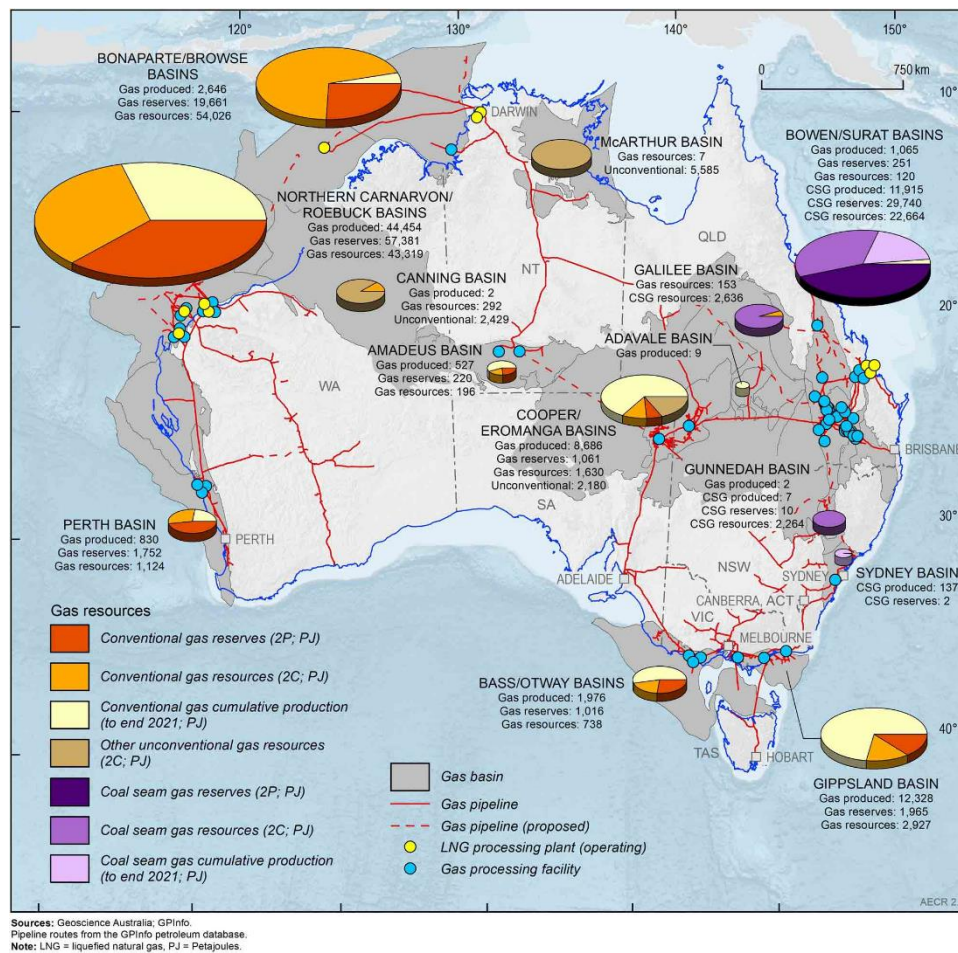 120°
130°
140°
150°
BONAPARTE/BROWSE
BASINS
Gas produced: 2,646
Gas reserves: 19,661
Gas resources: 54,026
0
750 km
10°
DARWIN
McARTHUR BASIN
Gas resources: 7
Unconventional: 5,585
BOWEN/SURAT BASINS
Gas produced: 1,065
Gas reserves: 251
Gas resources: 120
CSG produced: 11,915
CSG reserves: 29,740
CSG resources: 22,664
NORTHERN CARNARVON/
ROEBUCK BASINS
Gas produced: 44,454
Gas reserves: 57,381
Gas resources: 43,319
QLD
NT
CANNING BASIN
Gas produced: 2
Gas resources: 292
Unconventional: 2,429
GALILEE BASIN
Gas resources: 153
CSG resources: 2,636
20°
ADAVALE BASIN
Gas produced: 9
AMADEUS BASIN
Gas produced: 527
Gas reserves: 220
Gas resources: 196
WA
COOPER/
EROMANGA BASINS
Gas produced: 8,686
Gas reserves: 1,061
Gas resources: 1,630
Unconventional: 2,180
BRISBANE
GUNNEDAH BASIN
Gas produced: 2
CSG produced: 7
CSG reserves: 10
CSG resources: 2,264
SA
30°
PERTH BASIN
Gas produced: 830
Gas reserves: 1,752
Gas resources: 1,124
PERTH
NSW
ADELAIDE
SYDNEY
SYDNEY BASIN
CSG produced: 137
CSG reserves: 2
CANBERRA, ACT
VIC
MELBOURNE
BASS/OTWAY BASINS
Gas produced: 1,976
Gas reserves: 1,016
Gas resources: 738
40°
TAS
HOBART
GIPPSLAND BASIN
Gas produced: 12,328
Gas reserves: 1,965
Gas resources: 2,927
Gas resources
Conventional gas reserves (2P; PJ)
Conventional gas resources (2C; PJ)
Conventional gas cumulative production
(to end 2021; PJ)
Other unconventional gas resources
(2C; PJ)
Coal seam gas reserves (2P; PJ)
Coal seam gas resources (2C; PJ)
Coal seam gas cumulative production
(to end 2021; PJ)
Gas basin
Gas pipeline
Gas pipeline (proposed)
LNG processing plant (operating)
Gas processing facility
AECR 2.
Sources: Geoscience Australia; GPInfo.
Pipeline routes from the GPInfo petroleum database.
Note: LNG = liquefied natural gas, PJ = Petajoules.